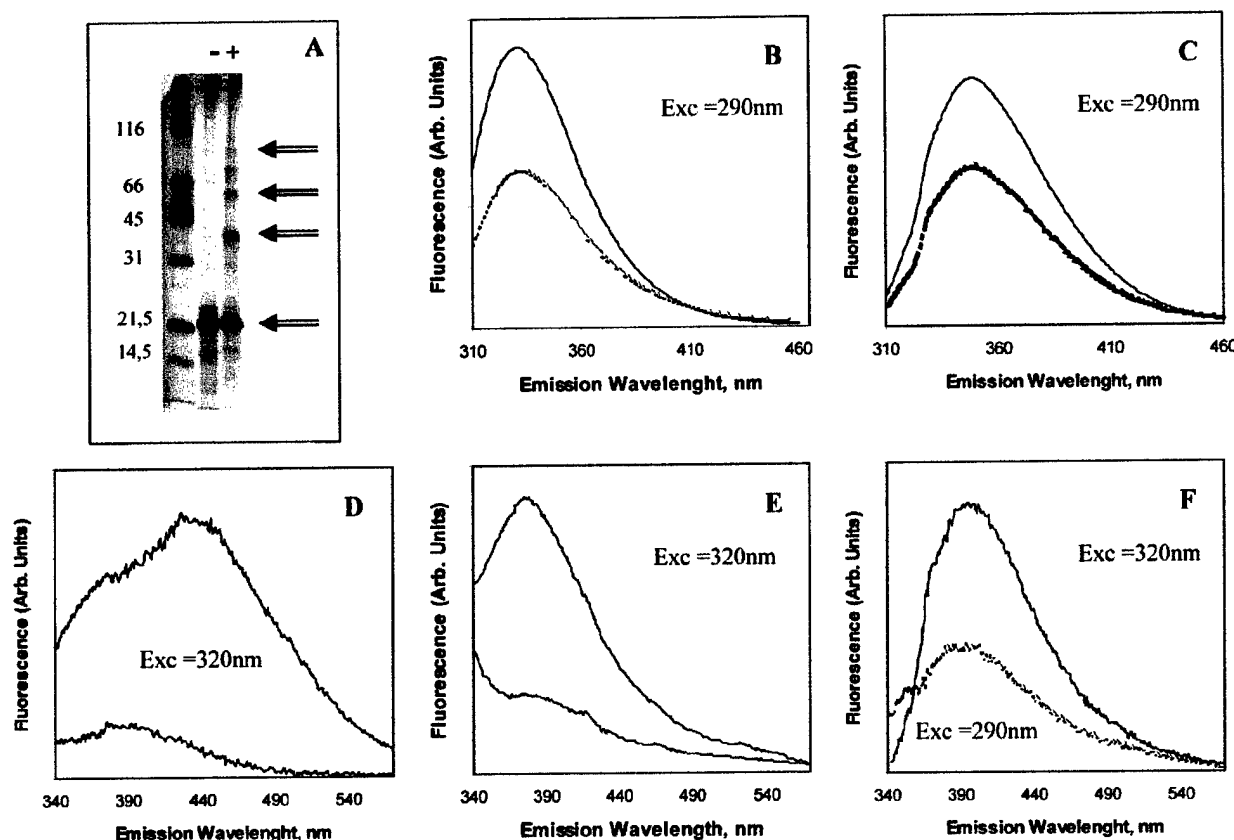 A
- +
116
66
45
31
21,5
14,5
B
Exc =290nm
Fluorescence (Arb. Units)
310 360 410 460
Emission Wavelenght, nm
C
Exc =290nm
Fluorescence (Arb. Units)
310 360 410 460
Emission Wavelenght, nm
D
Exc =320nm
Fluorescence (Arb. Units)
340 390 440 490 540
Emission Wavelenght, nm
E
Exc =320nm
Fluorescence (Arb. Units)
340 390 440 490 540
Emission Wavelength, nm
F
Exc =320nm
Exc =290nm
Fluorescence (Arb. Units)
340 390 440 490 540
Emission Wavelenght, nm